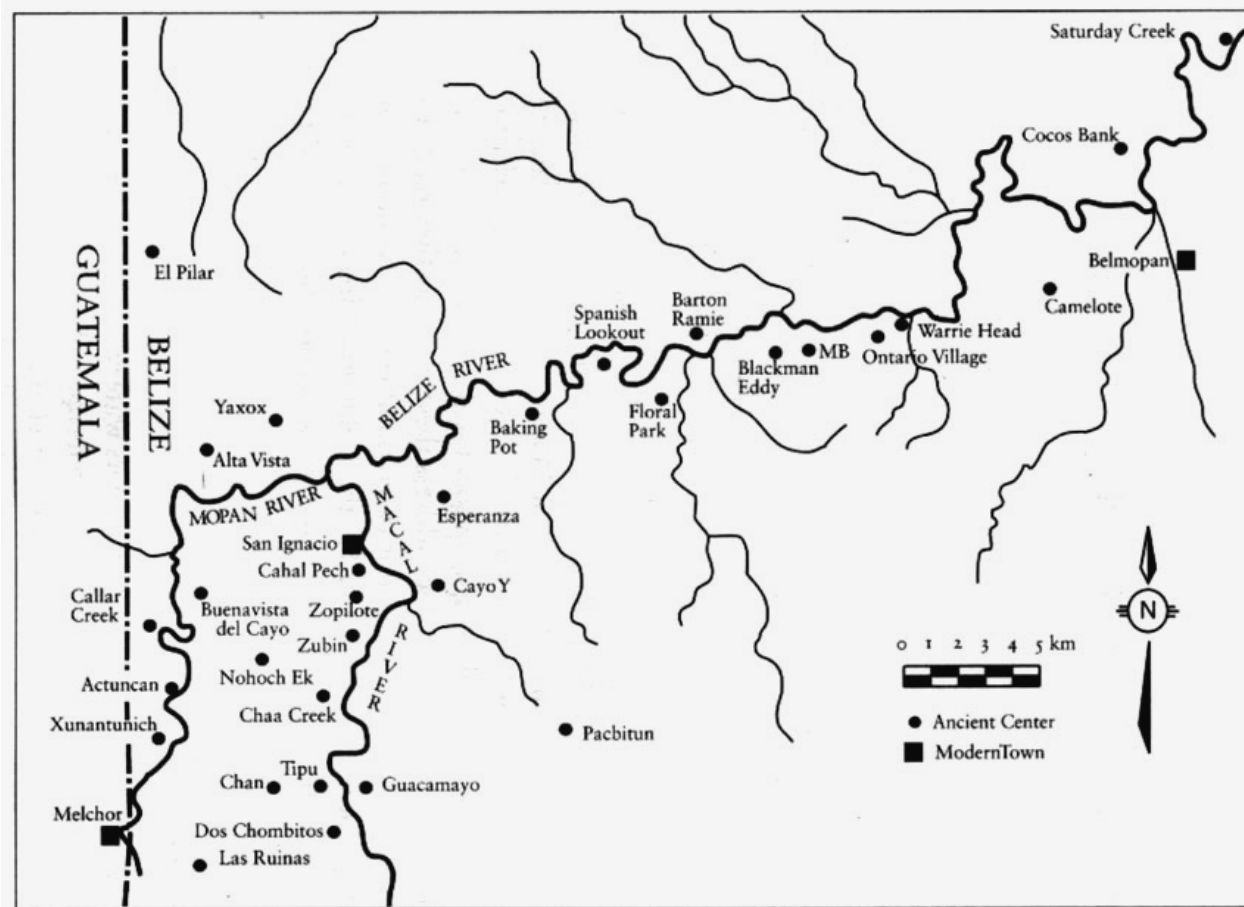 Saturday Creek
Cocos Bank
El Pilar
GUATEMALA
BELIZE
Belmopan
Camelote
Spanish
Lookout
Barton
Ramie
Warrie Head
MB
Ontario Village
Blackman
Eddy
BELIZE RIVER
Yaxox
Baking
Pot
Floral
Park
Alta Vista
MOPAN RIVER
MACAL
RIVER
Esperanza
San Ignacio
Cahal Pech
Cayo Y
Callar
Creek
Buenavista
del Cayo
Zopilote
Zubin
N
0 1 2 3 4 5 km
Nohoch Ek
Actuncan
Chaa Creek
Xunantunich
Pacbitun
Ancient Center
ModernTown
Chan
Tipu
Guacamayo
Melchor
Dos Chombitos
Las Ruinas